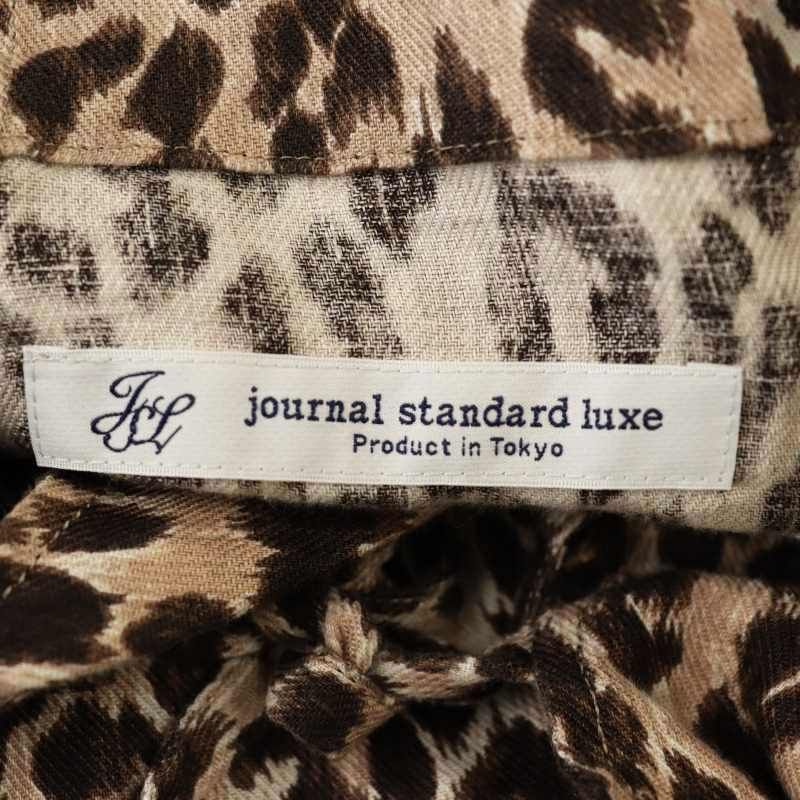 JSL journal standard luxe
Product in Tokyo